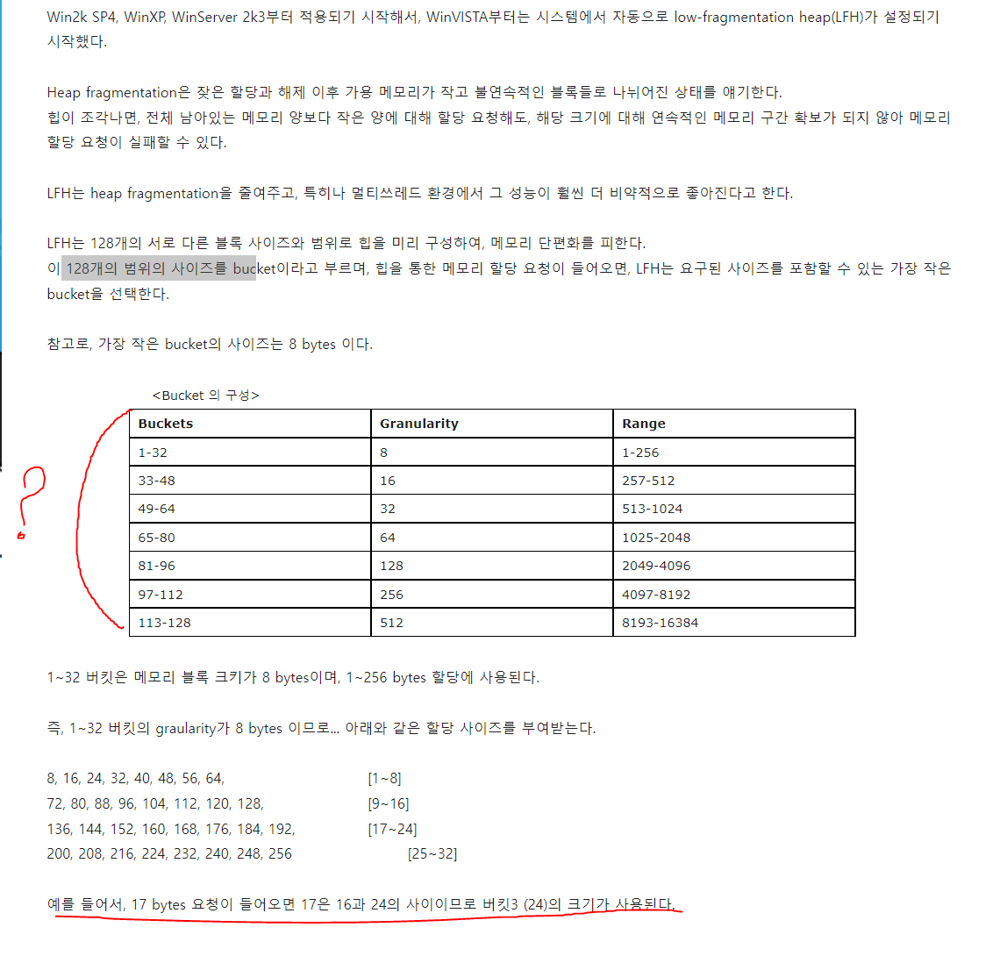 Win2k SP4, WinXP, WinServer 2k3부터 적용되기 시작해서, WinVISTA부터는 시스템에서 자동으로 low-fragmentation heap(LFH)가 설정되기
시작했다.
Heap fragmentation은 잦은 할당과 해제 이후 가용 메모리가 작고 불연속적인 블록들로 나뉘어진 상태를 얘기한다.
힙이 조각나면, 전체 남아있는 메모리 양보다 작은 양에 대해 할당 요청해도, 해당 크기에 대해 연속적인 메모리 구간 확보가 되지 않아 메모리
할당 요청이 실패할 수 있다.
LFH는 heap fragmentation을 줄여주고, 특히나 멀티쓰레드 환경에서 그 성능이 훨씬 더 비약적으로 좋아진다고 한다.
LFH는 128개의 서로 다른 블록 사이즈와 범위로 힙을 미리 구성하여, 메모리 단편화를 피한다.
이 128개의 범위의 사이즈를 bucket이라고 부르며, 힙을 통한 메모리 할당 요청이 들어오면, LFH는 요구된 사이즈를 포함할 수 있는 가장 작은
bucket을 선택한다.
참고로, 가장 작은 bucket의 사이즈는 8 bytes 이다.
<Bucket 의 구성>
Buckets Granularity Range
1-32 8 1-256
33-48 16 257-512
?
49-64 32 513-1024
65-80 64 1025-2048
81-96 128 2049-4096
97-112 256 4097-8192
113-128 512 8193-16384
1~32 버킷은 메모리 블록 크키가 8 bytes이며, 1~256 bytes 할당에 사용된다.
즉, 1~32 버킷의 graularity가 8 bytes 이므로... 아래와 같은 할당 사이즈를 부여받는다.
8, 16, 24, 32, 40, 48, 56, 64, [1~8]
72, 80, 88, 96, 104, 112, 120, 128, [9~16]
136, 144, 152, 160, 168, 176, 184, 192, [17~24]
200, 208, 216, 224, 232, 240, 248, 256 [25~32]
예를 들어서, 17 bytes 요청이 들어오면 17은 16과 24의 사이이므로 버킷3 (24)의 크기가 사용된다.